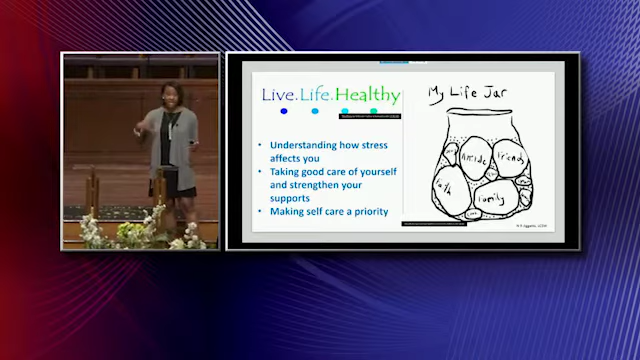 Live.Life.Healthy
• Understanding how stress
affects you
• Taking good care of yourself
and strengthen your
supports
• Making self care a priority
My Life Jar
Friends
Faith
Family